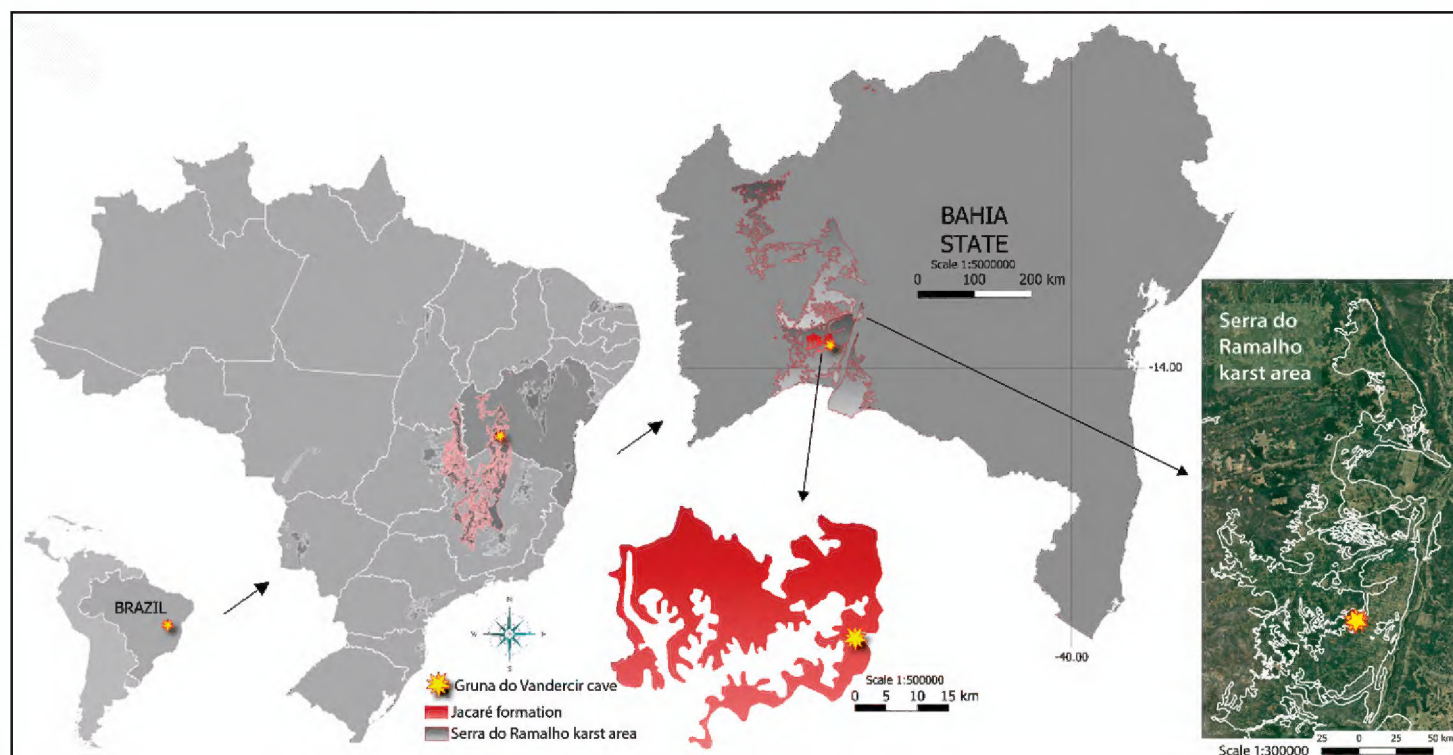 BRAZIL
BAHIA
STATE
Scale 1:5000000
0 100 200 km
-14.00
-40.00
Serra do
Ramalho
karst area
N
W E
S
Gruna do Vandercir cave
Jacaré formation
Serra do Ramalho karst area
Scale 1:500000
0 5 10 15 km
25 0 25 50 km
Scale 1:300000